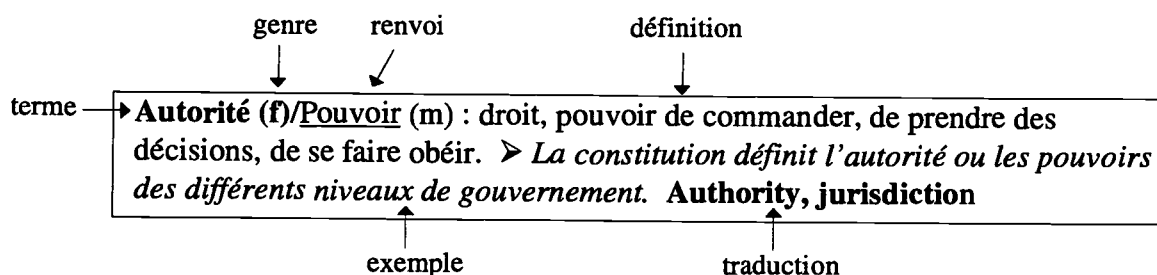 genre renvoi définition
terme Autorité (f)/Pouvoir (m) : droit, pouvoir de commander, de prendre des
décisions, de se faire obéir. ➢ La constitution définit l'autorité ou les pouvoirs
des différents niveaux de gouvernement. Authority, jurisdiction
exemple traduction